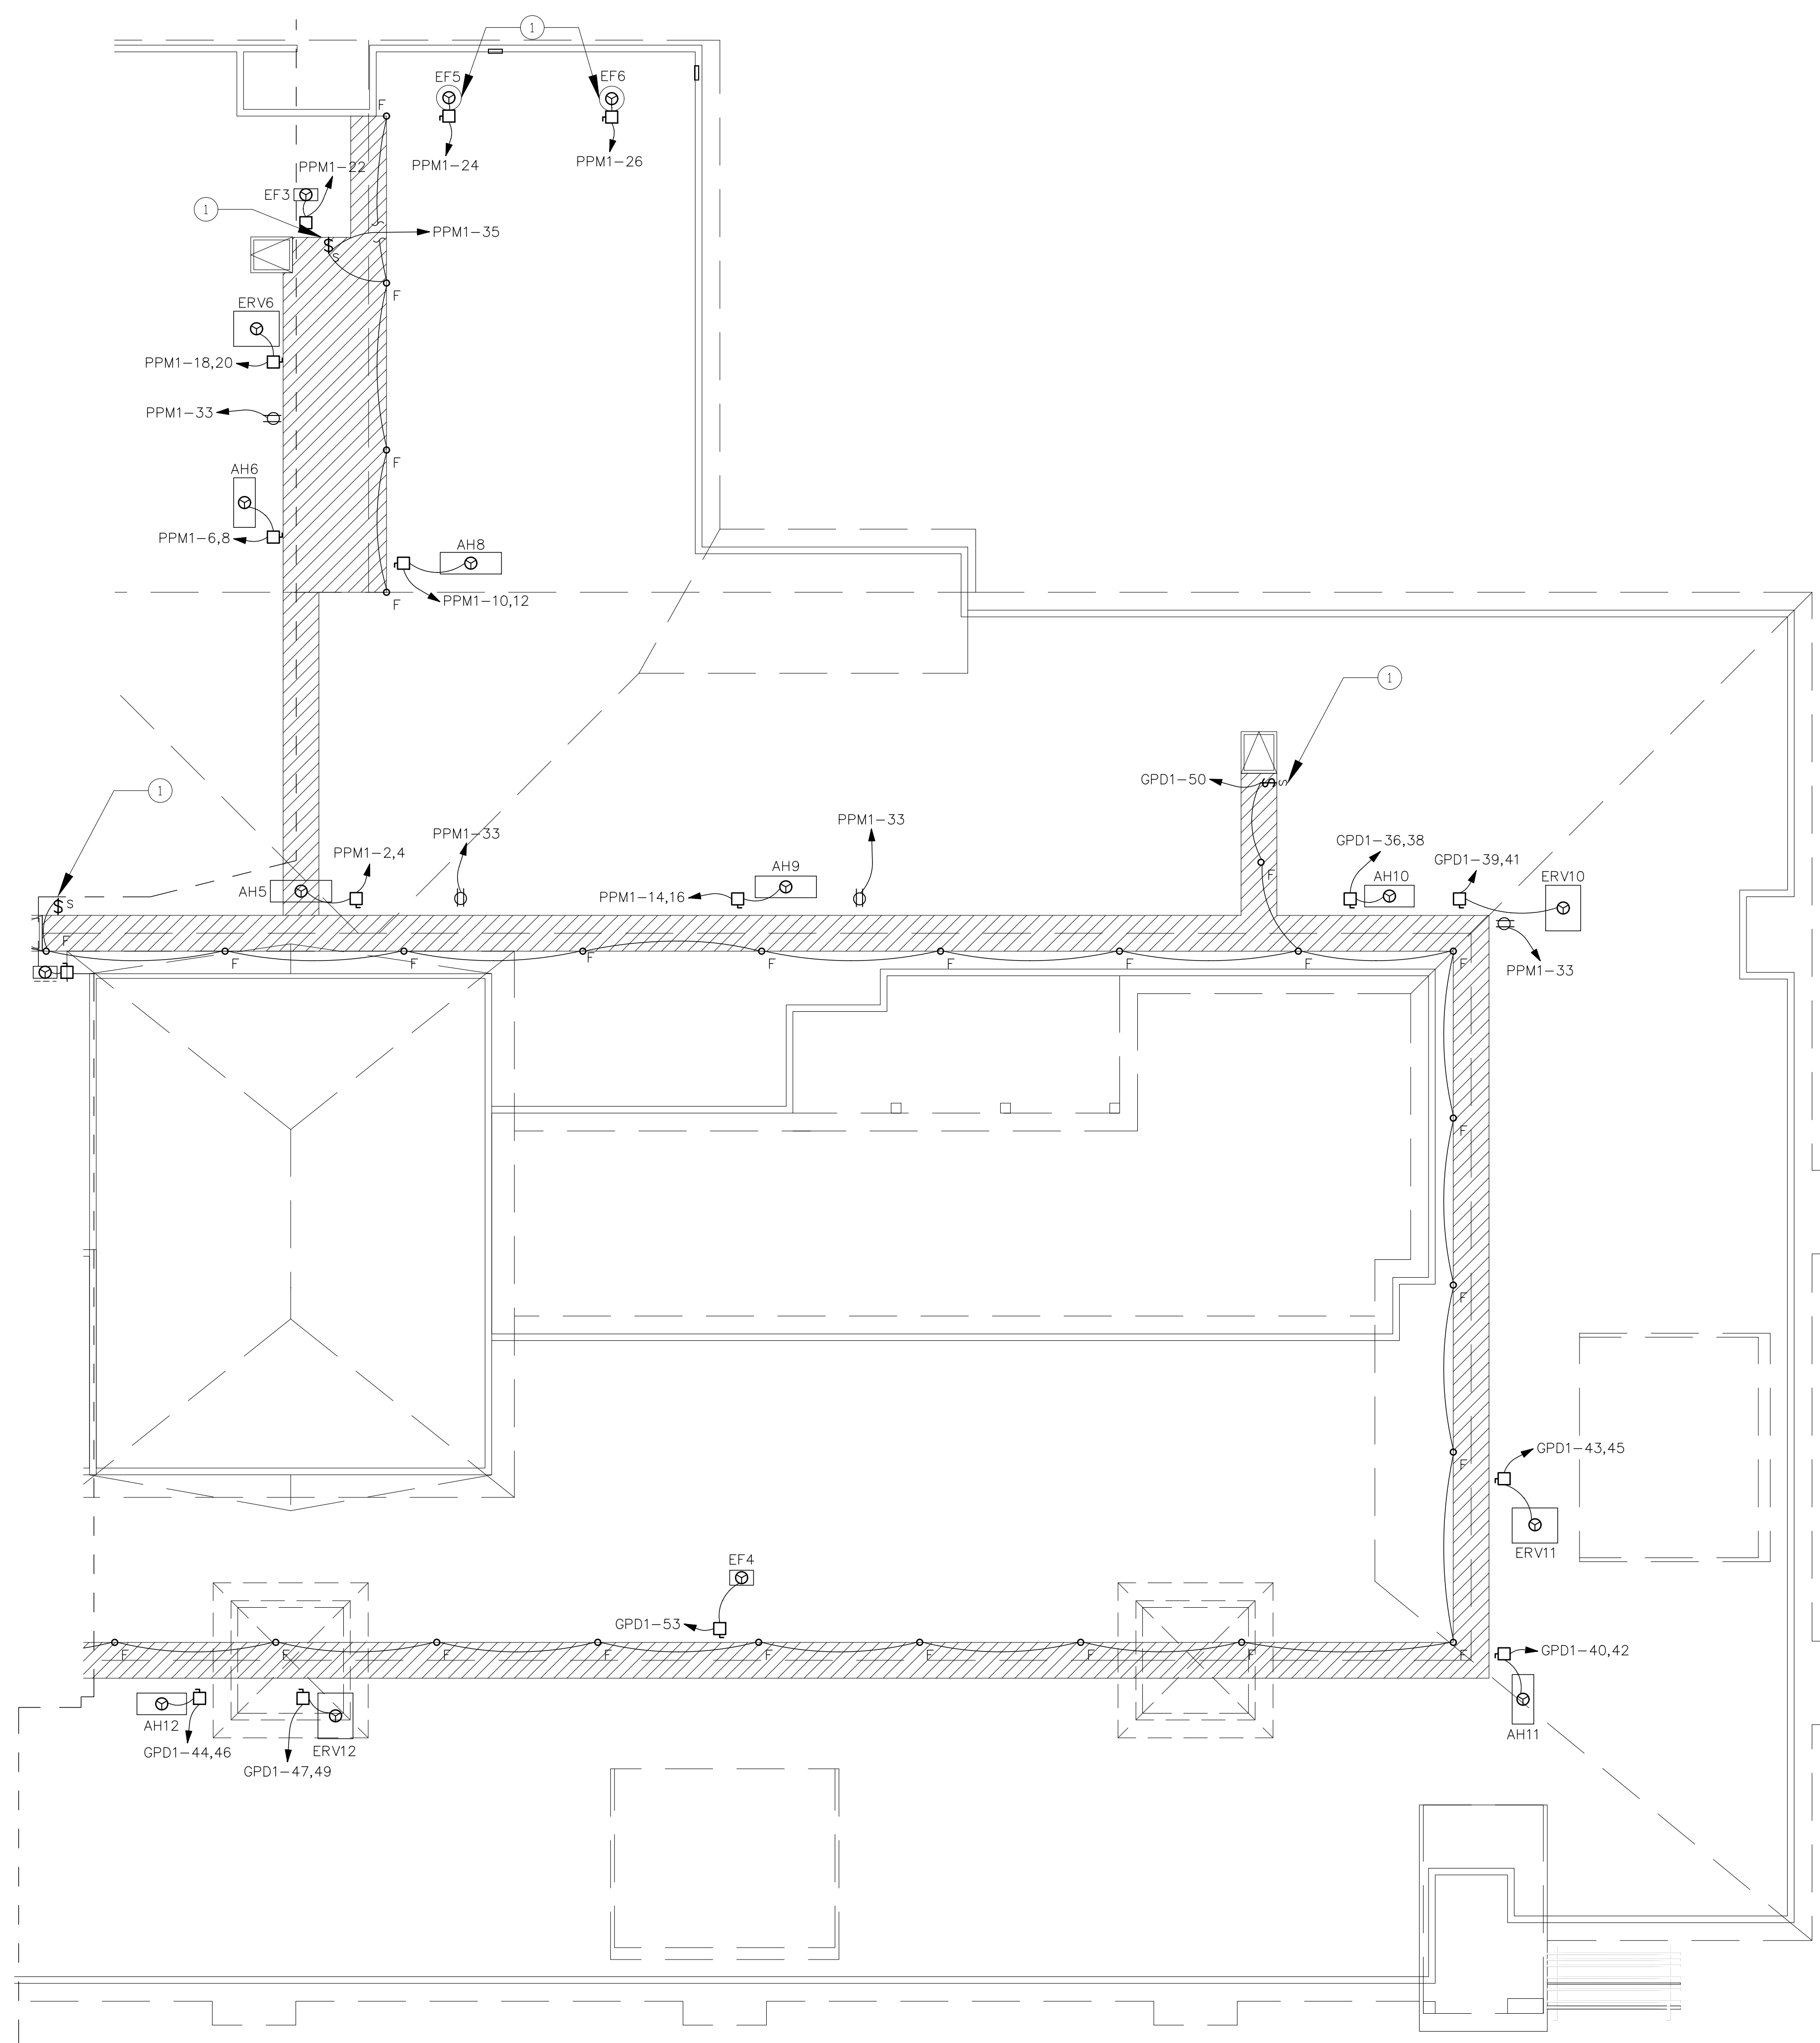 1
EF5
EF6
F
PPM1-24
PPM1-26
PPM1-22
EF3
1
PPM1-35
S
F
ERV6
PPM1-18,20
PPM1-33
F
AH6
PPM1-6,8
AH8
F
PPM1-10,12
1
GPD1-50
S
1
PPM1-33
PPM1-33
GPD1-36,38
PPM1-2,4
GPD1-39,41
AH9
AH10
ERV10
F
AH5
PPM1-14,16
$
S
F
F
F
F
F
F
F
F
F
PPM1-33
F
F
F
GPD1-43,45
ERV11
EF4
GPD1-53
F
F
F
F
F
F
F
F
F
GPD1-40,42
AH12
AH11
GPD1-44,46
ERV12
GPD1-47,49